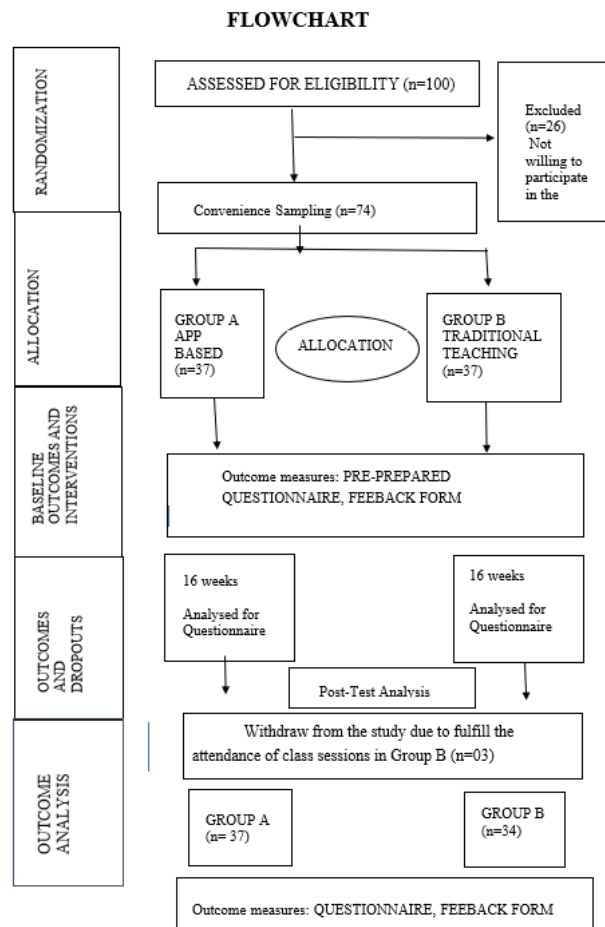 FLOWCHART
RANDOMIZATION
ASSESSED FOR ELIGIBILITY (n=100)
Excluded
(n=26)
Not
willing to
participate
in the
Convenience Sampling (n=74)
ALLOCATION
GROUP A
APP
BASED
(n=37)
ALLOCATION
GROUP B
TRADITIONAL
TEACHING
(n=37)
BASELINE
OUTCOMES AND
INTERVENTIONS
Outcome measures: PRE-PREPARED
QUESTIONNAIRE, FEEBACK FORM
OUTCOMES
AND
DROPOUTS
16 weeks
Analysed for
Questionnaire
16 weeks
Analysed for
Questionnaire
Post-Test Analysis
OUTCOME
ANALYSIS
Withdraw from the study due to fulfill the
attendance of class sessions in Group B (n=03)
GROUP A
(n= 37)
GROUP B
(n=34)
Outcome measures: QUESTIONNAIRE, FEEBACK FORM